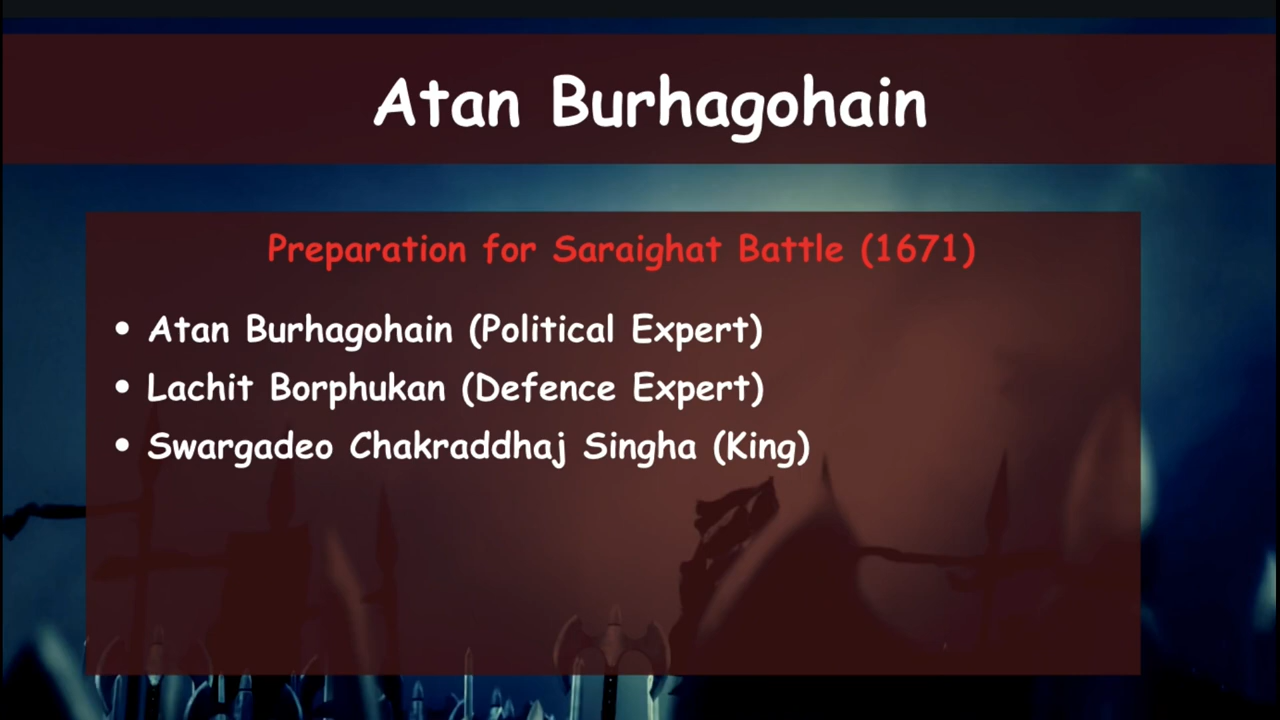 Atan Burhagohain
Preparation for Saraighat Battle (1671)
• Atan Burhagohain (Political Expert)
• Lachit Borphukan (Defence Expert)
• Swargadeo Chakraddhaj Singha (King)